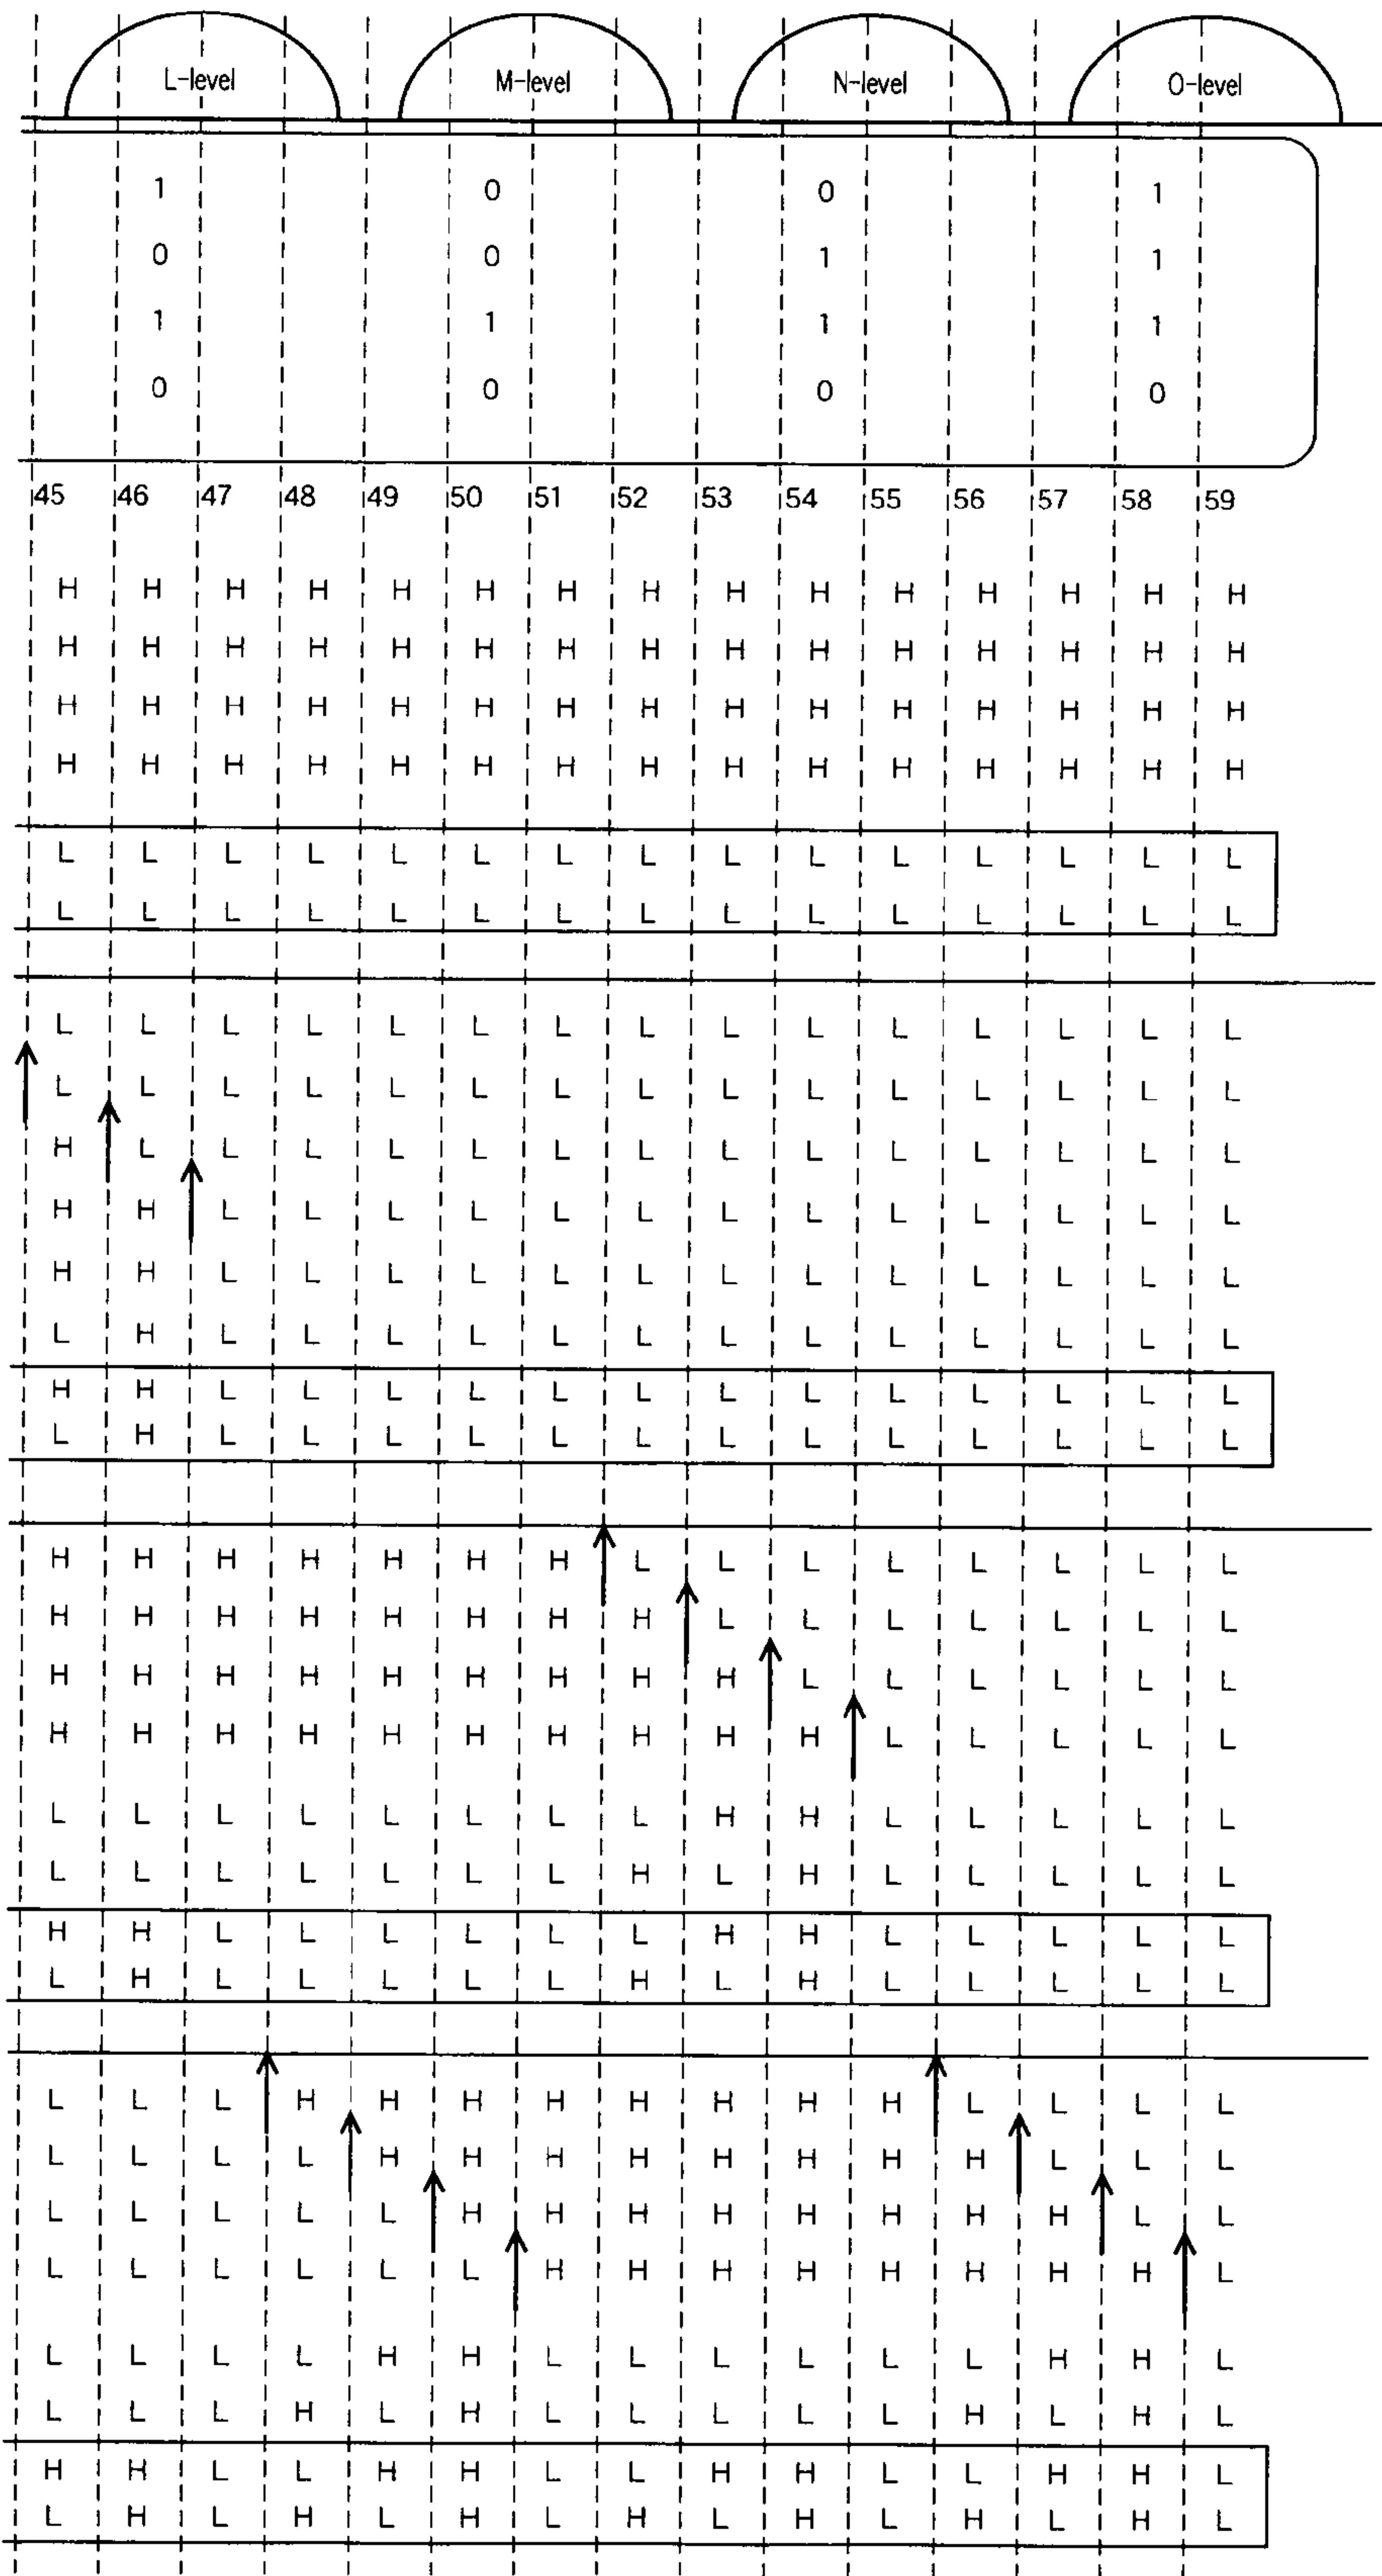 L-level M-level N-level O-level
1 0 0 1
0 0 1 1
1 1 1 1
0 0 0 0
45 46 47 48 49 50 51 52 53 54 55 56 57 58 59
H H H H H H H H H H H H H H H
H H H H H H H H H H H H H H H
H H H H H H H H H H H H H H H
H H H H H H H H H H H H H H H
L L L L L L L L L L L L L L L
L L L L L L L L L L L L L L L
L L L L L L L L L L L L L L L
L L L L L L L L L L L L L L L
H L L L L L L L L L L L L L L
H H L L L L L L L L L L L L L
H H L L L L L L L L L L L L L
L H L L L L L L L L L L L L L
H H L L L L L L L L L L L L L
L H L L L L L L L L L L L L L
H H H H H H H L L L L L L L L
H H H H H H H H L L L L L L L
H H H H H H H H H L L L L L L
H H H H H H H H H H L L L L L
L L L L L L L L H H L L L L L
L L L L L L L H L H L L L L L
H H L L L L L L H H L L L L L
L H L L L L L H L H L L L L L
L L L H H H H H H H H L L L L
L L L L H H H H H H H H L L L
L L L L L H H H H H H H H L L
L L L L L L H H H H H H H H L
L L L L H H L L L L L L H H L
L L L H L H L L L L L H L H L
H H L L H H L L H H L L H H L
L H L H L H L H L H L H L H L